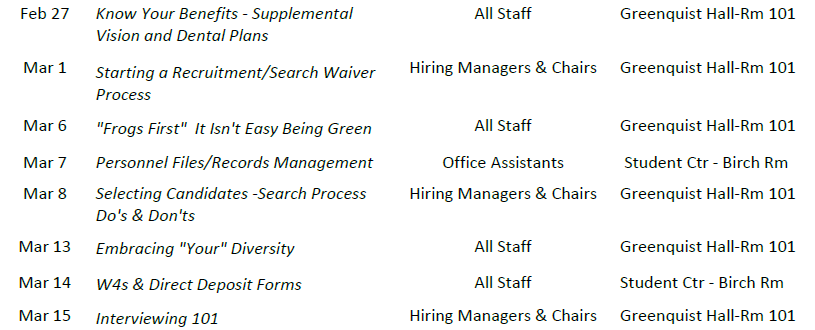 Feb 27 Know Your Benefits - Supplemental All Staff Greenquist Hall-Rm 101
Vision and Dental Plans
Mar 1 Starting a Recruitment/Search Waiver Hiring Managers & Chairs Greenquist Hall-Rm 101
Process
Mar 6 "Frogs First" It Isn't Easy Being Green All Staff Greenquist Hall-Rm 101
Mar 7 Personnel Files/Records Management Office Assistants Student Ctr - Birch Rm
Mar 8 Selecting Candidates -Search Process Hiring Managers & Chairs Greenquist Hall-Rm 101
Do's & Don'ts
Mar 13 Embracing "Your" Diversity All Staff Greenquist Hall-Rm 101
Mar 14 W4s & Direct Deposit Forms All Staff Student Ctr - Birch Rm
Mar 15 Interviewing 101 Hiring Managers & Chairs Greenquist Hall-Rm 101